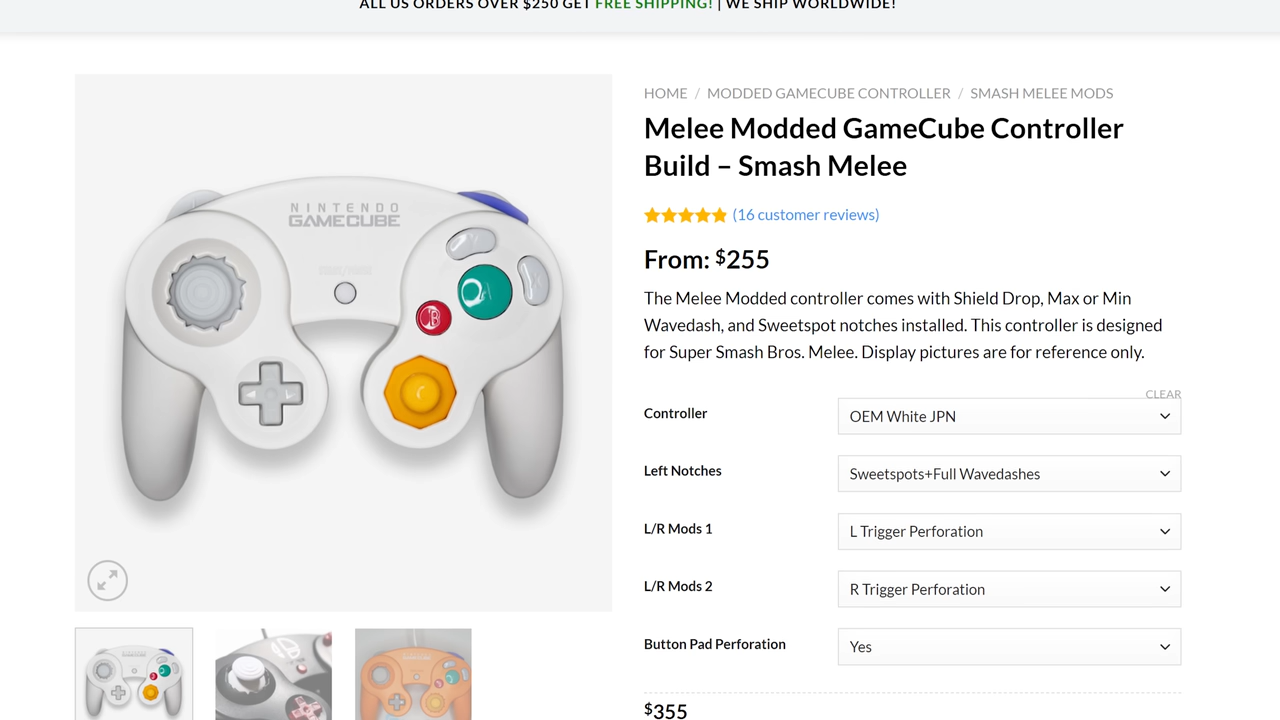 ALL US ORDERS OVER $250 GET FREE SHIPPING! | WE SHIP WORLDWIDE!
HOME / MODDED GAMECUBE CONTROLLER / SMASH MELEE MODS
Melee Modded GameCube Controller
Build – Smash Melee
(16 customer reviews)
From: $255
The Melee Modded controller comes with Shield Drop, Max or Min
Wavedash, and Sweetspot notches installed. This controller is designed
for Super Smash Bros. Melee. Display pictures are for reference only.
CLEAR
Controller OEM White JPN
Left Notches Sweetspots+Full Wavedashes
L/R Mods 1 L Trigger Perforation
L/R Mods 2 R Trigger Perforation
Button Pad Perforation Yes
$355
NINTENDO
GAMECUBE
B
C